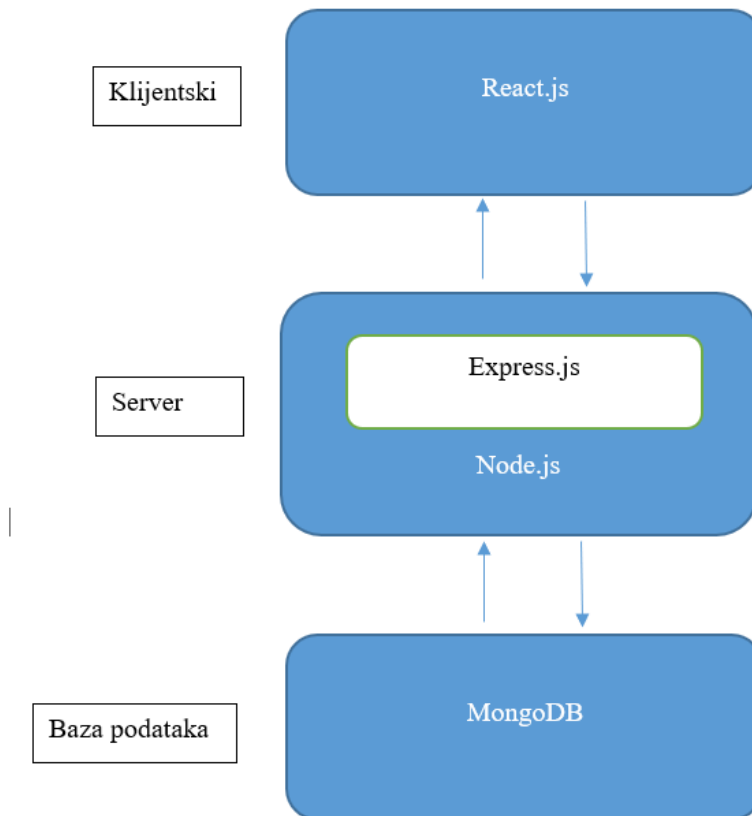 Klijentski
React.js
Express.js
Server
Node.js
Baza podataka
MongoDB